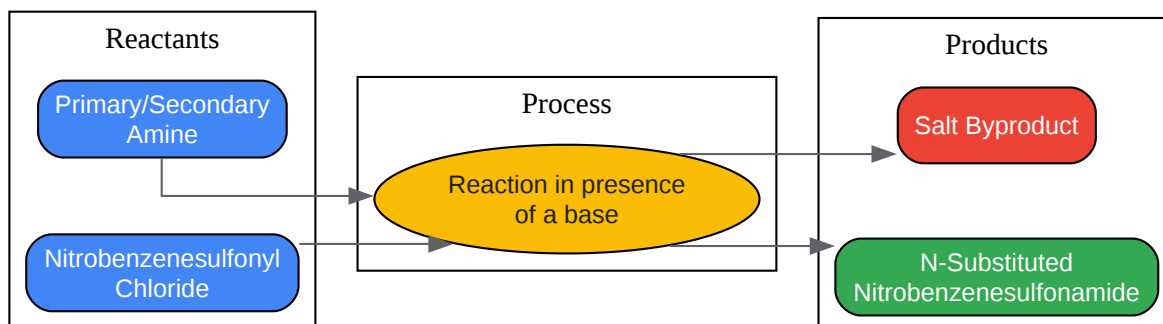 Reactants
Primary/Secondary
Amine
Nitrobenzenesulfonyl
Chloride
Process
Reaction in presence
of a base
Products
Salt Byproduct
N-Substituted
Nitrobenzenesulfonamide